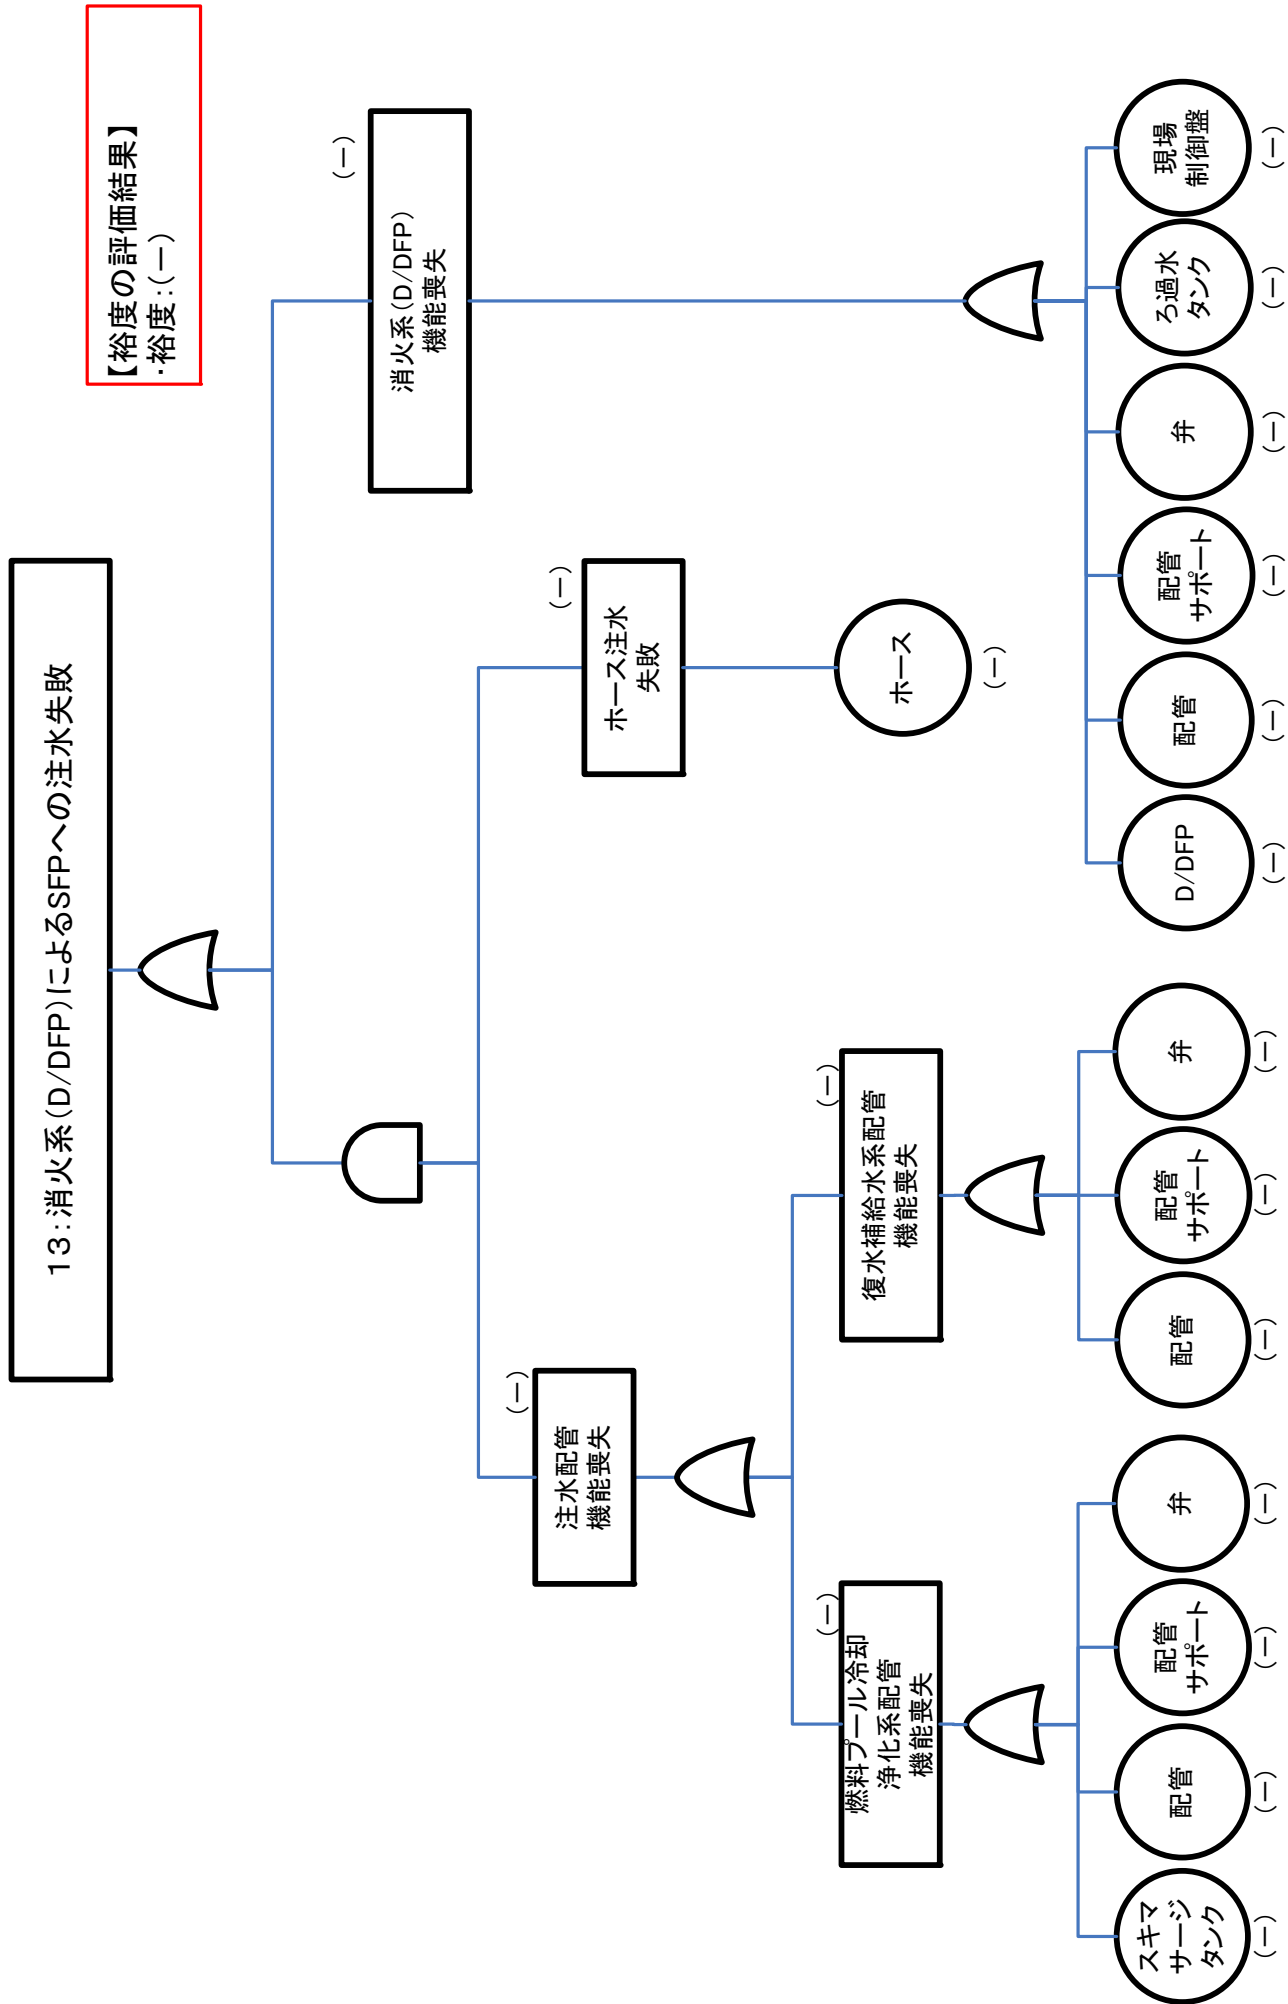 13:消火系(D/DFP)によるSFPへの注水失敗
【裕度の評価結果】
・裕度:(ー)
(ー)
消火系(D/DFP)
機能喪失
(ー)
注水配管
機能喪失
(ー)
ホース注水
失敗
(ー)
燃料プール冷却
浄化系配管
機能喪失
(ー)
復水補給水系配管
機能喪失
ホース
(ー)
スキマ
サージ
タンク
(ー)
配管
(ー)
配管
サポート
(ー)
弁
(ー)
配管
(ー)
配管
サポート
(ー)
弁
(ー)
D/DFP
(ー)
配管
(ー)
配管
サポート
(ー)
弁
(ー)
ろ過水
タンク
(ー)
現場
制御盤
(ー)